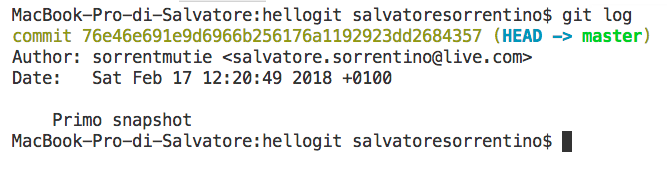 MacBook-Pro-di-Salvatore:hellogit salvatoresorrentino$ git log
commit 76e46e691e9d6966b256176a1192923dd2684357 (HEAD -> master)
Author: sorrentmutie <salvatore.sorrentino@live.com>
Date:   Sat Feb 17 12:20:49 2018 +0100
    Primo snapshot
MacBook-Pro-di-Salvatore:hellogit salvatoresorrentino$